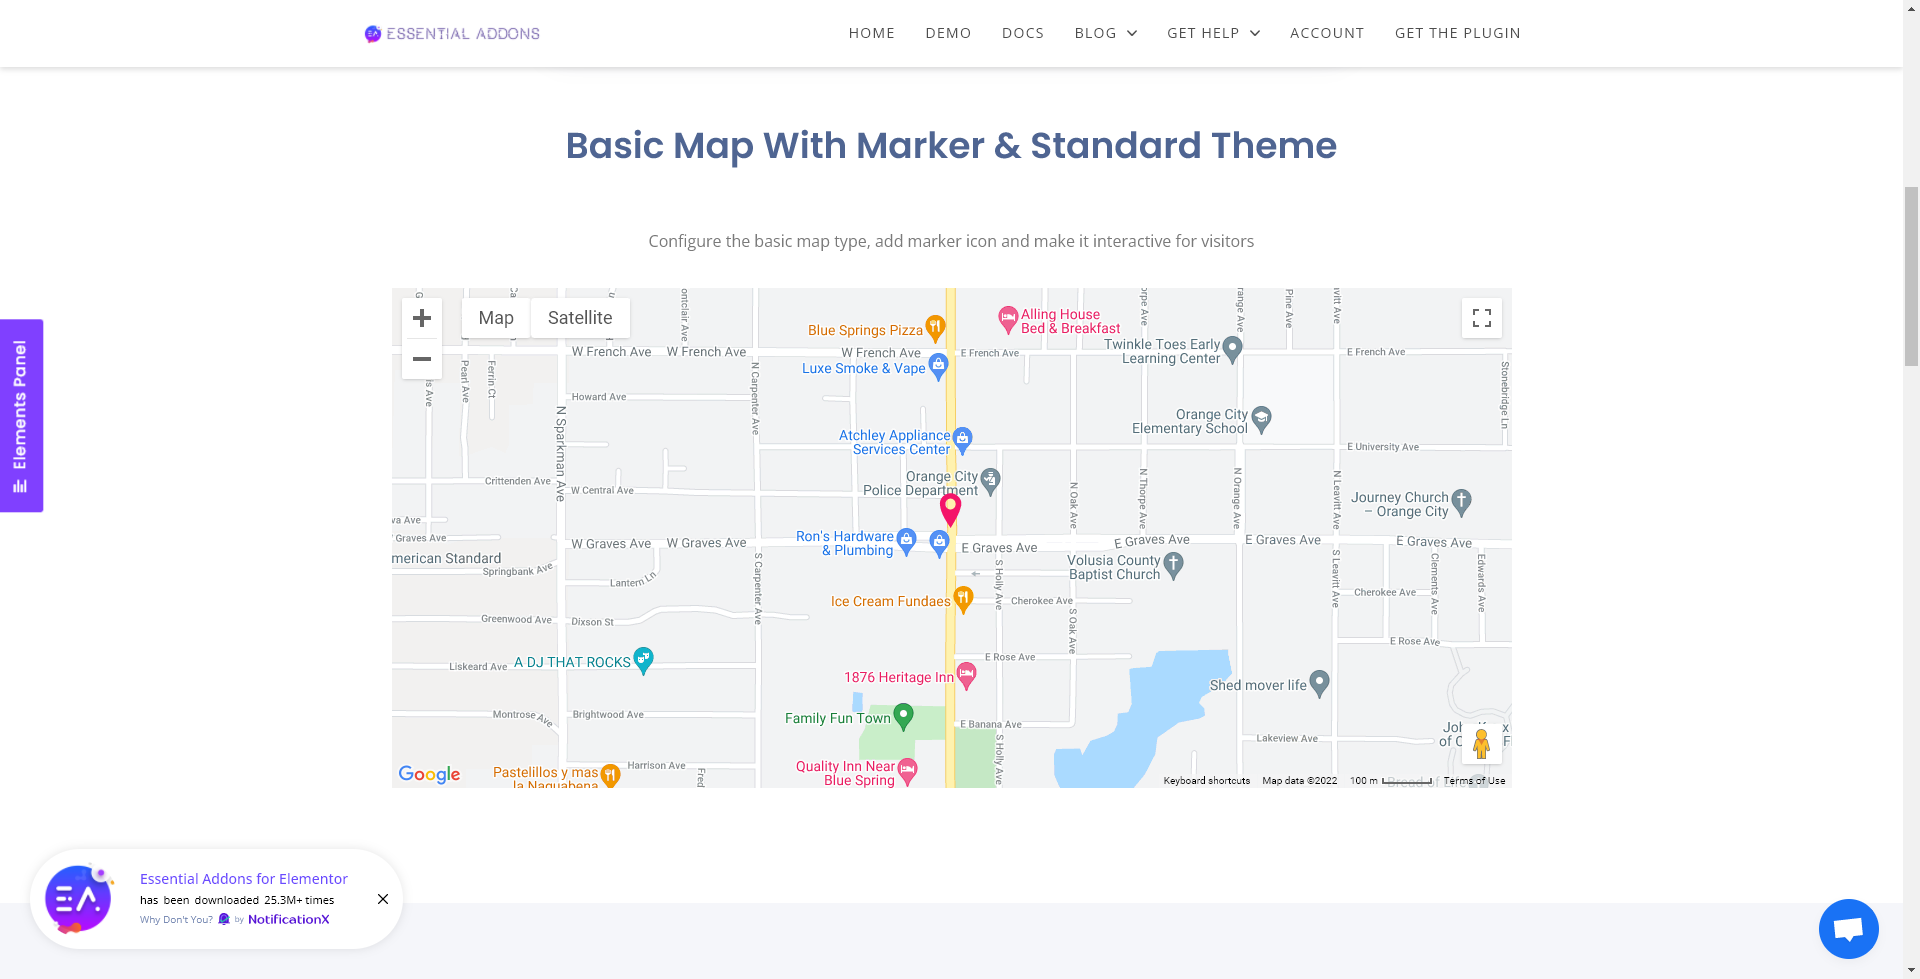 ESSENTIAL ADDONS
HOME
DEMO
DOCS
BLOG
GET HELP
ACCOUNT
GET THE PLUGIN
Basic Map With Marker & Standard Theme
Configure the basic map type, add marker icon and make it interactive for visitors
Map
Satellite
Blue Springs Pizza
Alling House
Bed & Breakfast
W French Ave
W French Ave
W French Ave
E French Ave
Twinkle Toes Early
Learning Center
E French Ave
Luxe Smoke & Vape
Pearl Ave
Perrin Ct
Howard Ave
N Sparkman Ave
N Carpenter Ave
Stonebridge Ln
Orange City
Elementary School
Atchley Appliance
Services Center
E University Ave
Crittenden Ave
W Central Ave
Orange City
Police Department
N Oak Ave
N Thorpe Ave
N Orange Ave
N Leavitt Ave
Journey Church
– Orange City
va Ave
Graves Ave
W Graves Ave
W Graves Ave
Ron's Hardware
& Plumbing
E Graves Ave
E Graves Ave
E Graves Ave
E Graves Ave
merican Standard
Springbank Ave
Lantern Ln
S Carpenter Ave
Volusia County
Baptist Church
S Holly Ave
S Leavitt Ave
Clements Ave
Edwards Ave
Ice Cream Fundaes
Cherokee Ave
Cherokee Ave
Greenwood Ave
Dixson St
S Oak Ave
E Rose Ave
E Rose Ave
Liskeard Ave
A DJ THAT ROCKS
1876 Heritage Inn
Shed mover life
Montrose Ave
Brightwood Ave
Family Fun Town
E Banana Ave
S Holly Ave
Lakeview Ave
Harrison Ave
Pastelillos y mas
la Naguabena
Quality Inn Near
Blue Spring
Google
Keyboard shortcuts
Map data ©2022
100 m
Terms of Use
Elements Panel
Essential Addons for Elementor
has been downloaded 25.3M+ times
Why Don't You?
by
NotificationX